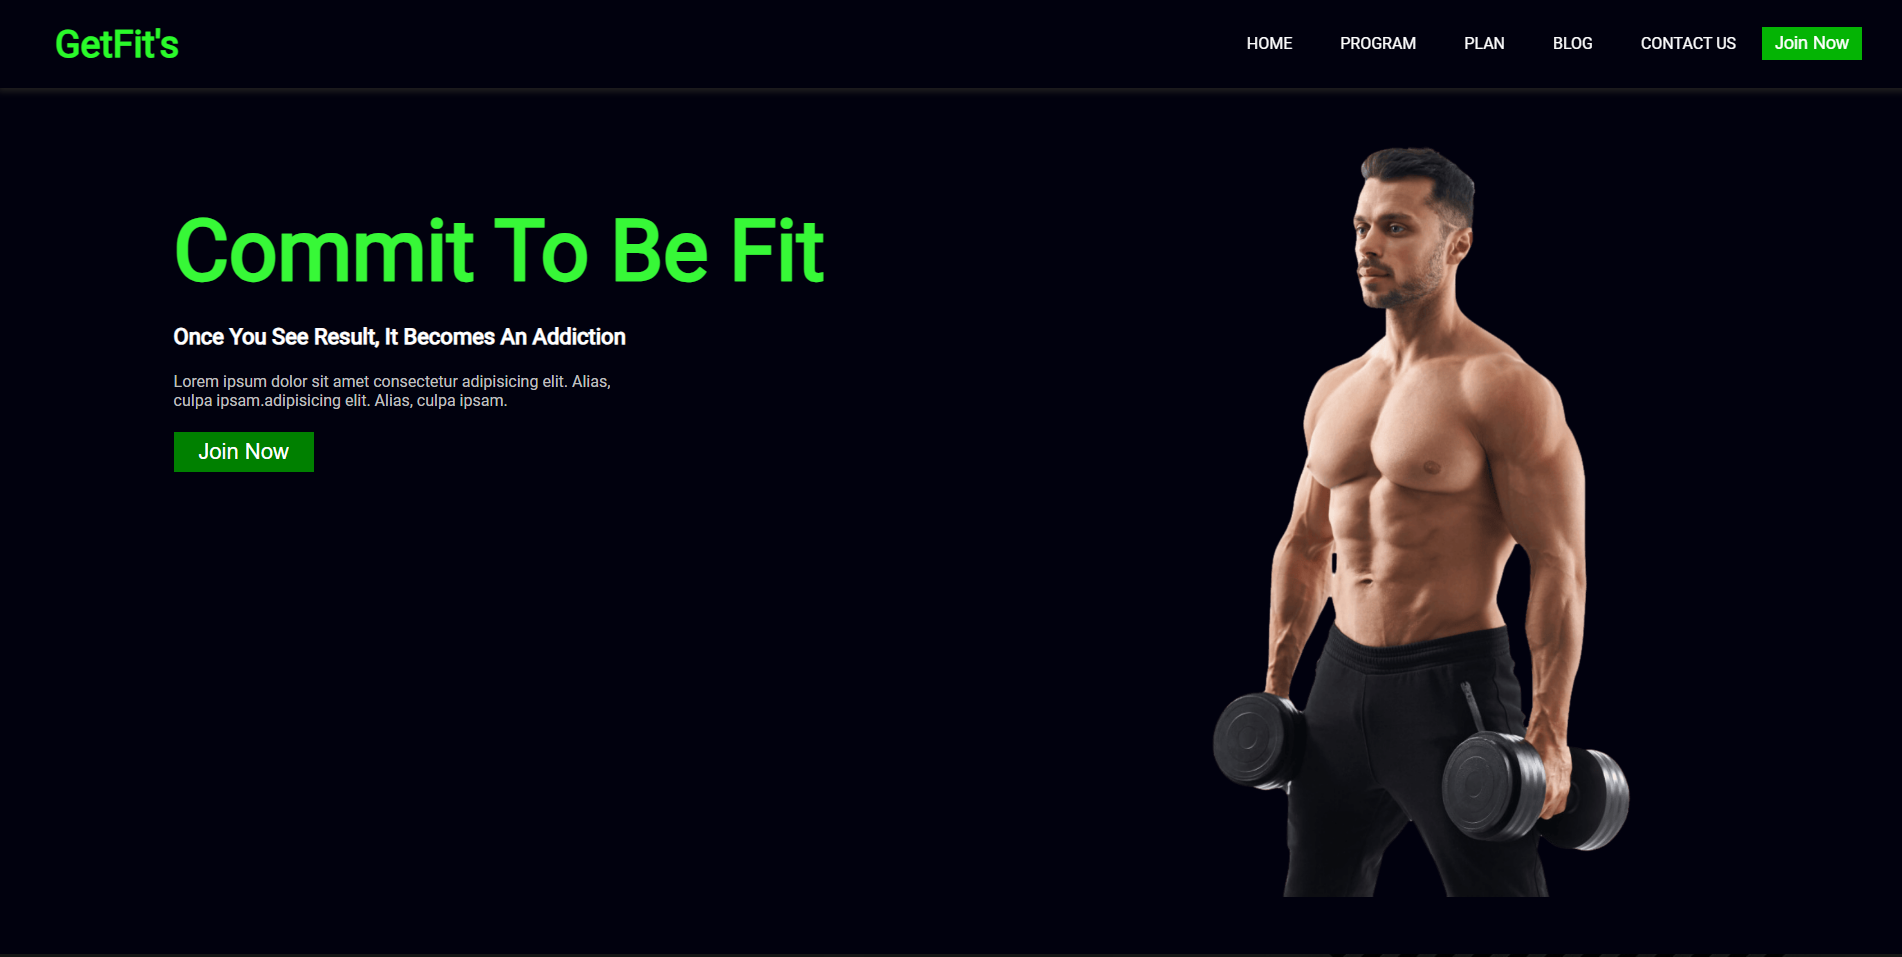 GetFit's
HOME PROGRAM PLAN BLOG CONTACT US Join Now
Commit To Be Fit
Once You See Result, It Becomes An Addiction
Lorem ipsum dolor sit amet consectetur adipisicing elit. Alias,
culpa ipsam.adipisicing elit. Alias, culpa ipsam.
Join Now